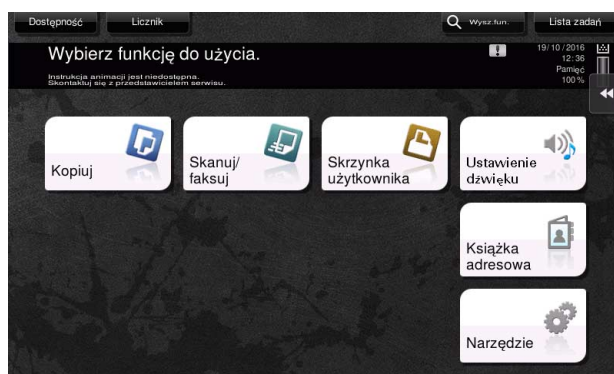 Dostępność
Licznik
Wysz.fun.
Lista zadań
Wybierz funkcję do użycia.
Instrukcja animacji jest niedostępna.
Skontaktuj się z przedstawicielem serwisu.
19/10/2016
12:36
Pamięć
100%
Kopiuj
Skanuj/
faksuj
Skrzynka
użytkownika
Ustawienie
dźwięku
Książka
adresowa
Narzędzie